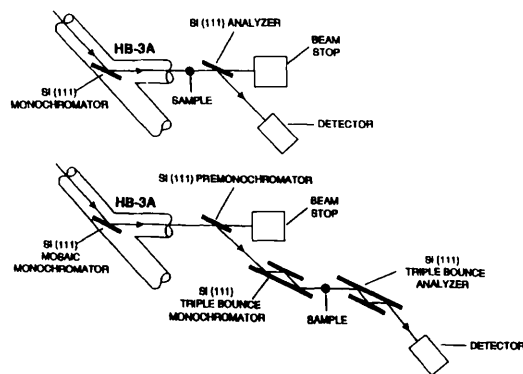 SI (111) ANALYZER
HB-3A
BEAM
STOP
SI (111)
MONOCHROMATOR
SAMPLE
DETECTOR
SI (111) PREMONOCHROMATOR
HB-3A
BEAM
STOP
SI (111)
MOSAIC
MONOCHROMATOR
SI (111)
TRIPLE BOUNCE
MONOCHROMATOR
SI (111)
TRIPLE BOUNCE
ANALYZER
SAMPLE
DETECTOR